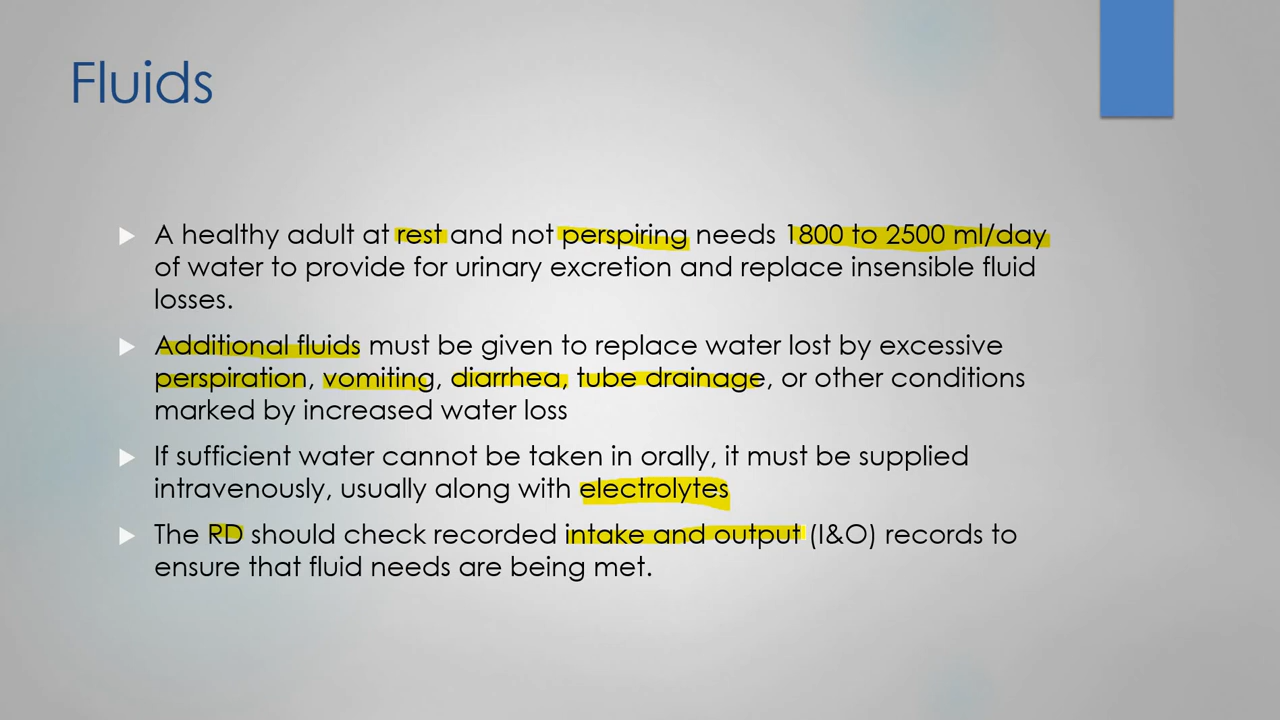 Fluids
A healthy adult at rest and not perspiring needs 1800 to 2500 ml/day
of water to provide for urinary excretion and replace insensible fluid
losses.
Additional fluids must be given to replace water lost by excessive
perspiration, vomiting, diarrhea, tube drainage, or other conditions
marked by increased water loss
If sufficient water cannot be taken in orally, it must be supplied
intravenously, usually along with electrolytes
The RD should check recorded intake and output (I&O) records to
ensure that fluid needs are being met.